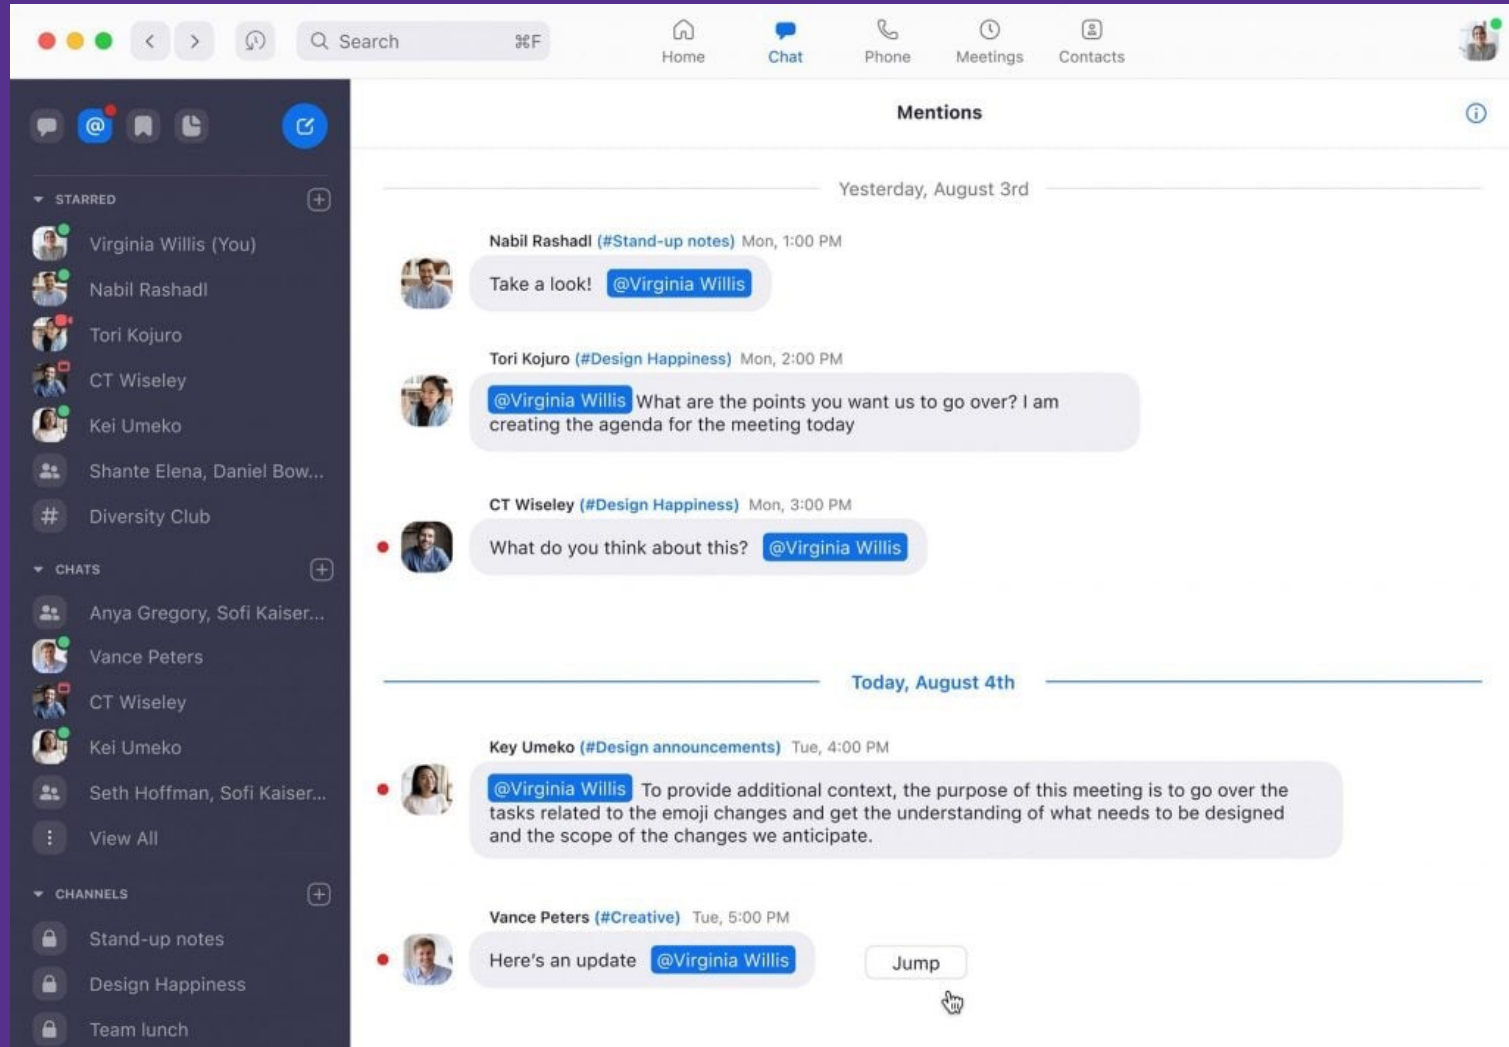 Search ⌘F
Home
Chat
Phone
Meetings
Contacts
@
STARRED
Virginia Willis (You)
Nabil Rashadl
Tori Kojuro
CT Wiseley
Kei Umeko
Shante Elena, Daniel Bow...
# Diversity Club
CHATS
Anya Gregory, Sofi Kaiser...
Vance Peters
CT Wiseley
Kei Umeko
Seth Hoffman, Sofi Kaiser...
View All
CHANNELS
Stand-up notes
Design Happiness
Team lunch
Mentions
Yesterday, August 3rd
Nabil Rashadl (#Stand-up notes) Mon, 1:00 PM
Take a look! @Virginia Willis
Tori Kojuro (#Design Happiness) Mon, 2:00 PM
@Virginia Willis What are the points you want us to go over? I am
creating the agenda for the meeting today
CT Wiseley (#Design Happiness) Mon, 3:00 PM
What do you think about this? @Virginia Willis
Today, August 4th
Key Umeko (#Design announcements) Tue, 4:00 PM
@Virginia Willis To provide additional context, the purpose of this meeting is to go over the
tasks related to the emoji changes and get the understanding of what needs to be designed
and the scope of the changes we anticipate.
Vance Peters (#Creative) Tue, 5:00 PM
Here's an update @Virginia Willis
Jump